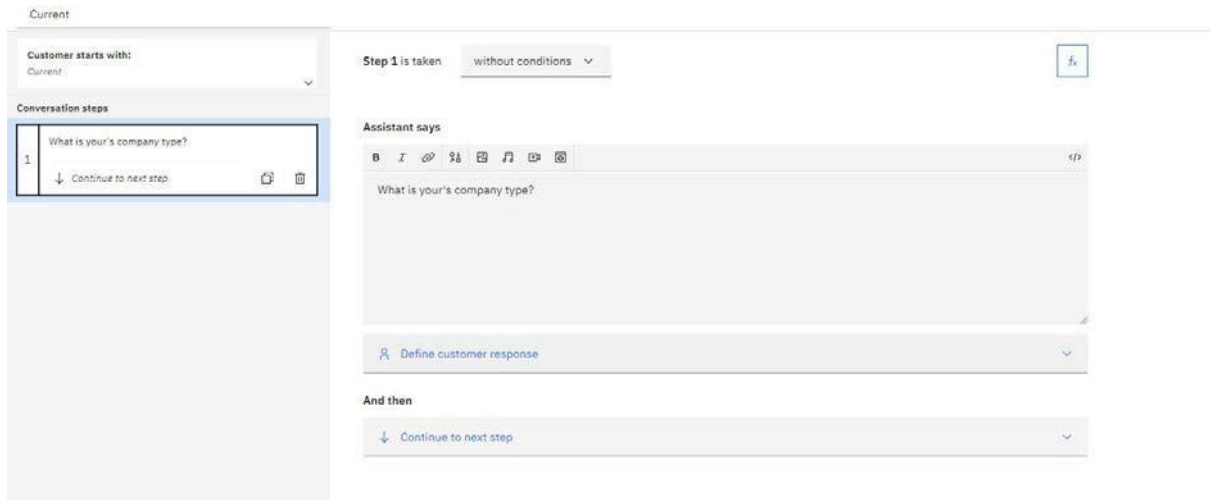 Current
Customer starts with:
Current
Conversation steps
1
What is your's company type?
Continue to next step
Step 1 is taken without conditions
fx
Assistant says
B I </>
What is your's company type?
Define customer response
And then
Continue to next step